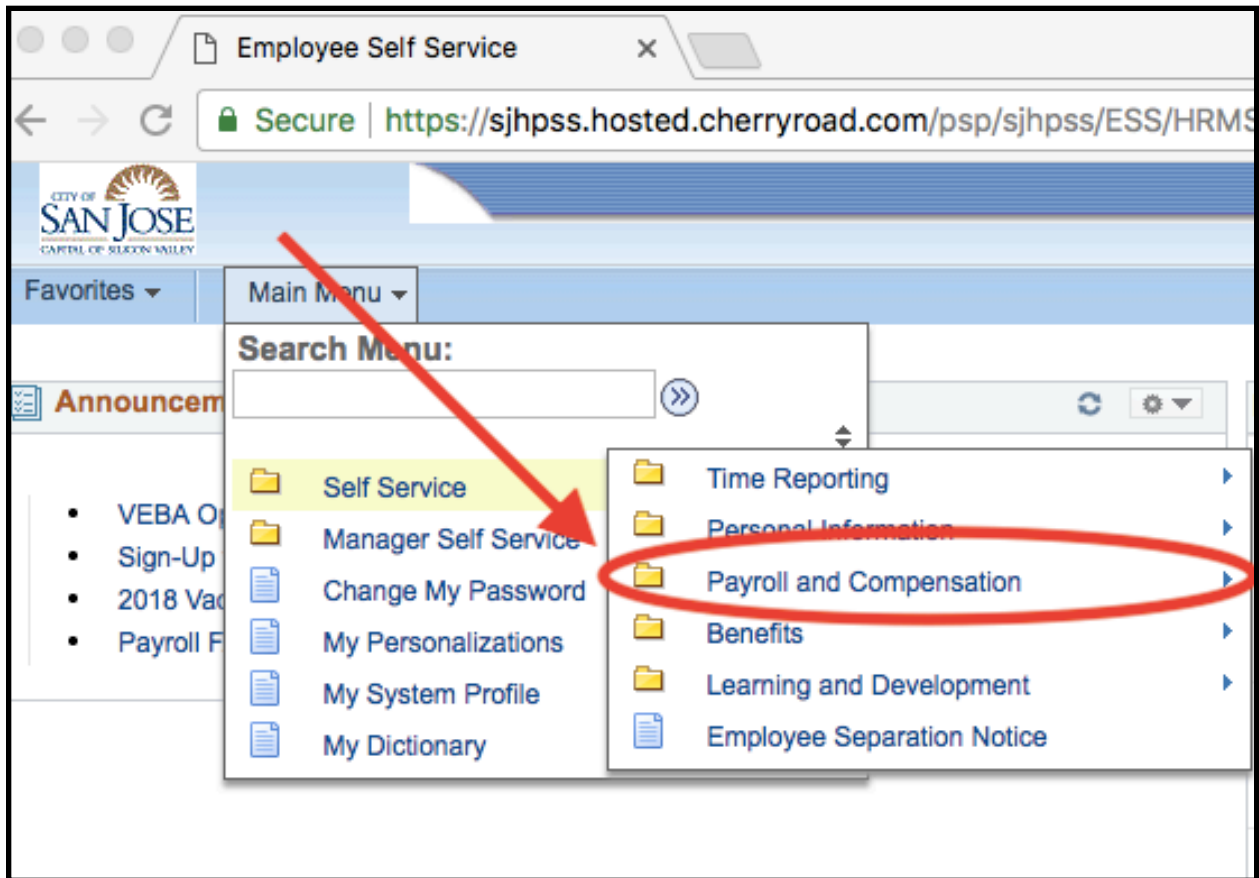 Employee Self Service
Secure https://sjhpss.hosted.cherryroad.com/psp/sjhpss/ESS/HRMS
CITY OF
SAN JOSE
CAPITAL OF SILICON VALLEY
Favorites Main Menu
Search Menu:
Announcem
VEBA Op
Sign-Up
2018 Vac
Payroll F
Self Service
Manager Self Service
Change My Password
My Personalizations
My System Profile
My Dictionary
Time Reporting
Personal Information
Payroll and Compensation
Benefits
Learning and Development
Employee Separation Notice